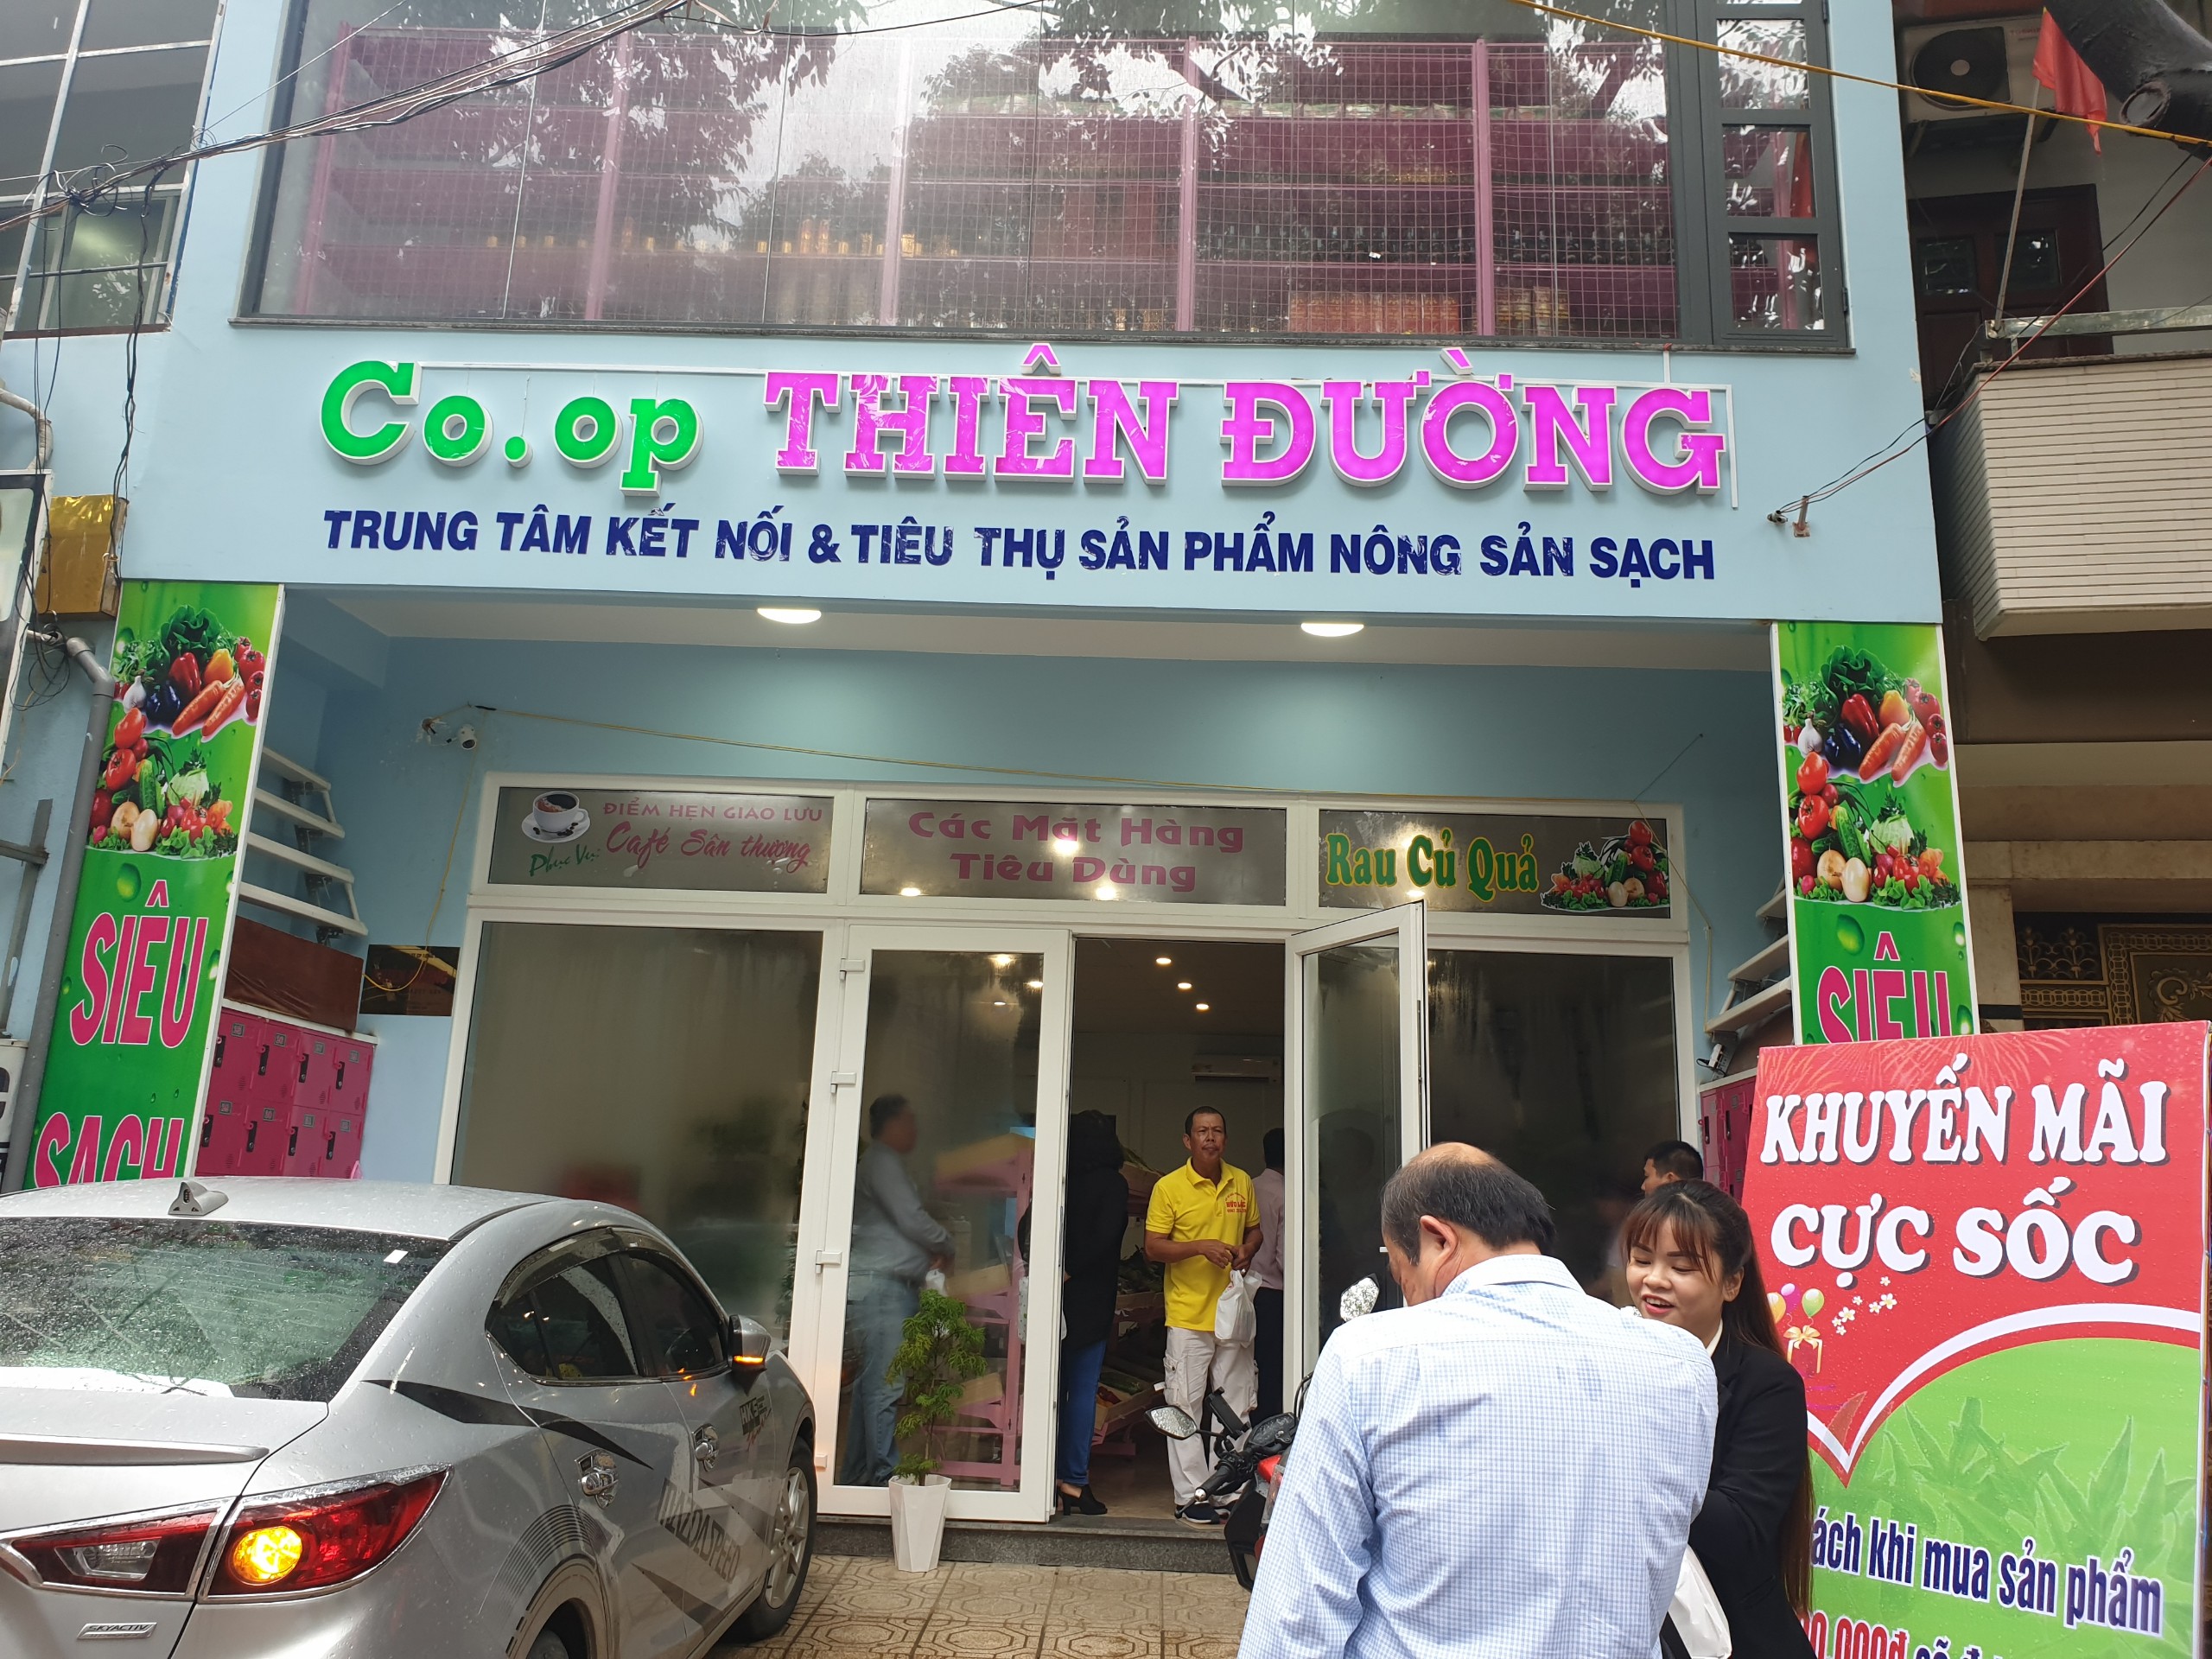 Co.op THIÊN ĐƯỜNG
TRUNG TÂM KẾT NỐI & TIÊU THỤ SẢN PHẨM NÔNG SẢN SẠCH
ĐIỂM HẸN GIAO LƯU
Phục Vụ: Café Sân thượng
Các Mặt Hàng
Tiêu Dùng
Rau Củ Quả
SIÊU
SẠCH
SIÊU
KHUYẾN MÃI
CỰC SỐC
khi mua sản phẩm
SKYACTIV